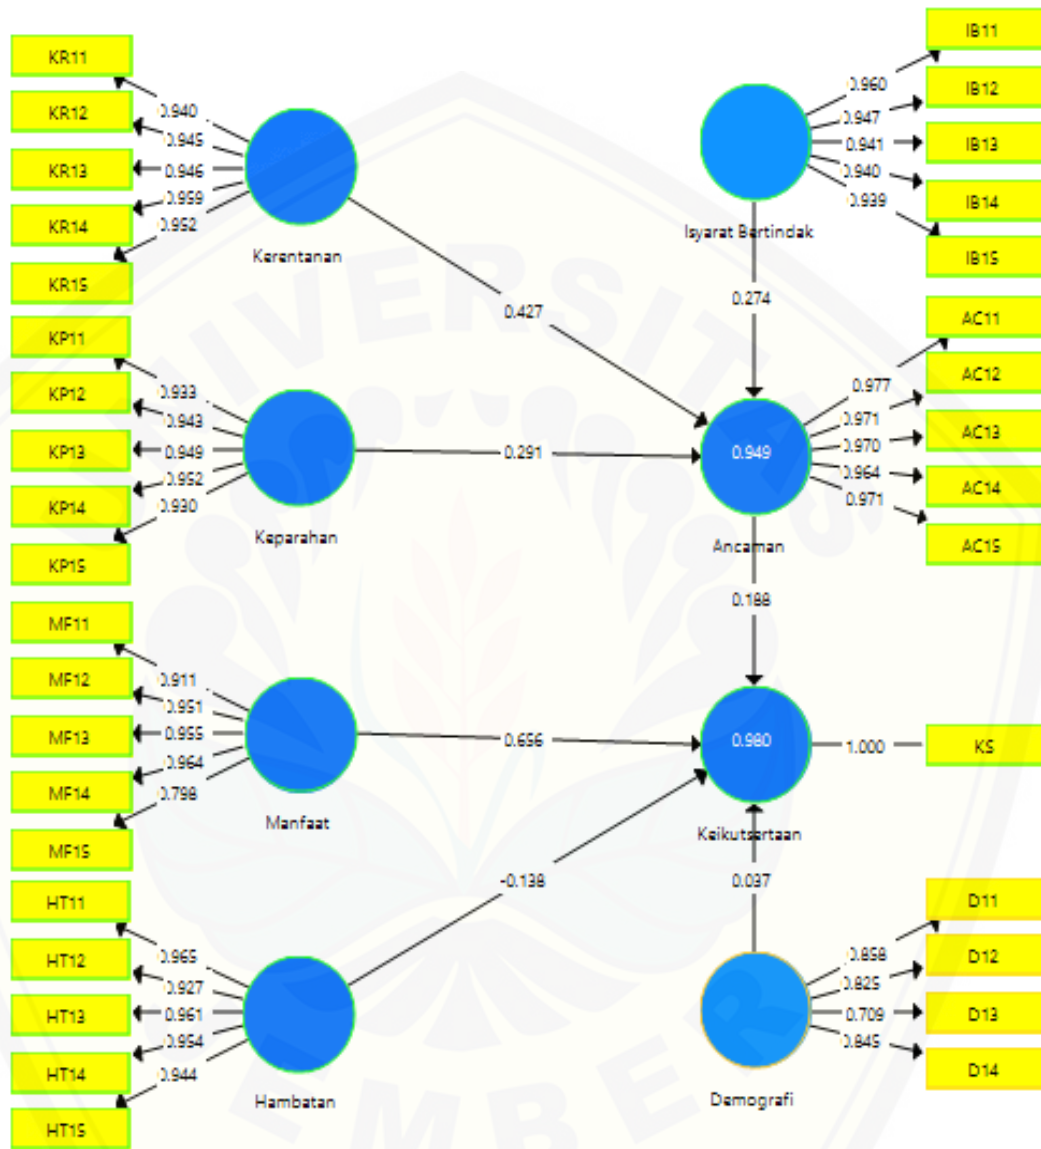 KR11
KR12
KR13
KR14
KR15
0.940
0.945
0.946
0.959
0.952
Kerentanan
0.427
KP11
KP12
KP13
KP14
KP15
0.933
0.943
0.949
0.952
0.930
Keparahan
0.291
MF11
MF12
MF13
MF14
MF15
0.911
0.951
0.955
0.964
0.798
Manfaat
0.656
HT11
HT12
HT13
HT14
HT15
0.965
0.927
0.961
0.954
0.944
Hambatan
-0.138
Isyarat Bertindak
0.274
0.960
0.947
0.941
0.940
0.939
IB11
IB12
IB13
IB14
IB15
0.949
Ancaman
0.188
0.977
0.971
0.970
0.964
0.971
AC11
AC12
AC13
AC14
AC15
0.980
Keikutsertaan
1.000
KS
0.037
Demografi
0.858
0.825
0.709
0.845
D11
D12
D13
D14
UNIVERSITAS
EMBER